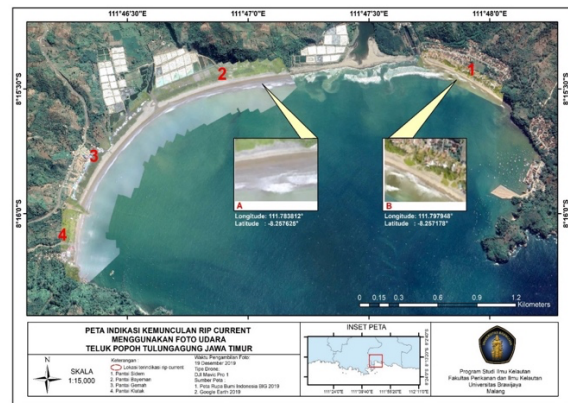 111°46'30"E 111°47'0"E 111°47'30"E 111°48'0"E
8°15'30"S 8°15'30"S
8°16'0"S 8°16'0"S
1
2
3
4
A
Longitude: 111.783812°
Latitude : -8.257628°
B
Longitude: 111.797948°
Latitude : -8.257178°
0 0.15 0.3 0.6 0.9 1.2
Kilometers
PETA INDIKASI KEMUNCULAN RIP CURRENT
MENGGUNAKAN FOTO UDARA
TELUK POPOH TULUNGAGUNG JAWA TIMUR
N
SKALA
1:15,000
Keterangan
Lokasi teridintikasi rip current
1. Pantai Sidem
2. Pantai Bayeman
3. Pantai Gemah
4. Pantai Klatak
Waktu Pengambilan Foto :
19 Desember 2019
Tipe Drone:
DJI Mavic Pro 1
Sumber Peta :
1. Peta Rupa Bumi Indonesia BIG 2019
2. Google Earth 2019
INSET PETA
Program Studi Ilmu Kelautan
Fakultas Perikanan dan Ilmu Kelautan
Universitas Brawijaya
Malang